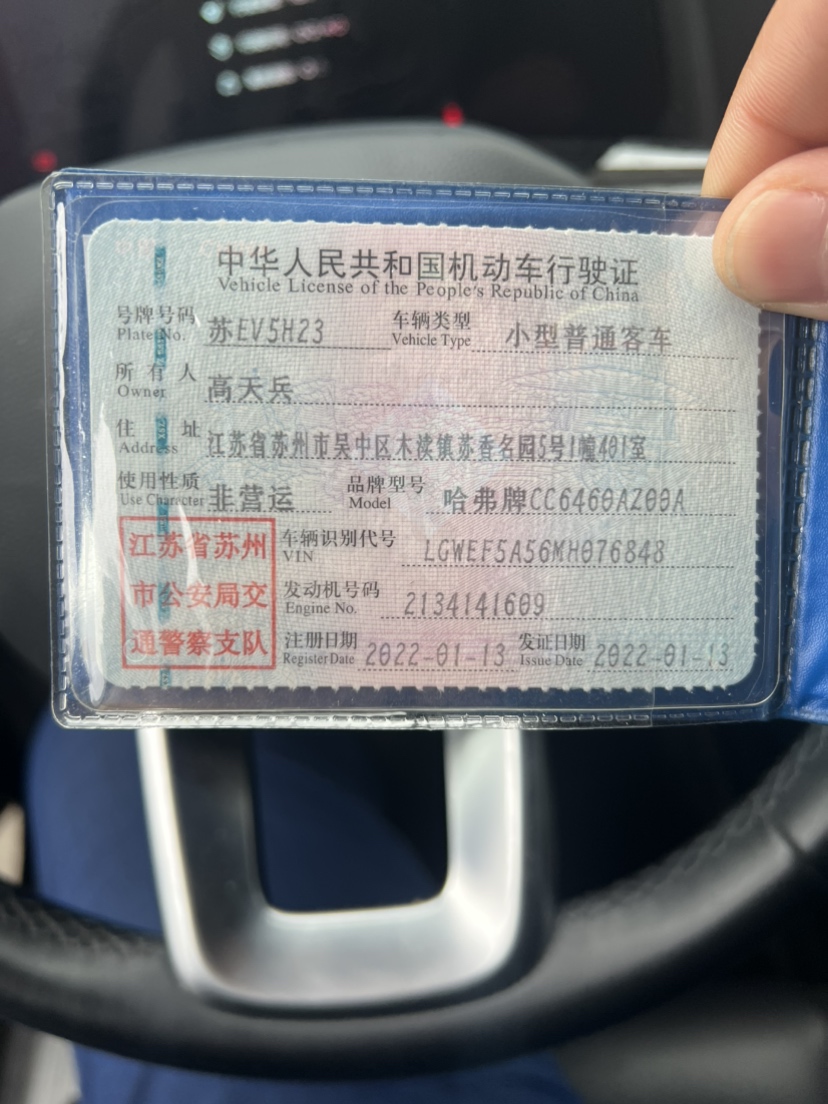 中华人民共和国机动车行驶证
Vehicle License of the People's Republic of China
号牌号码 Plate No. 苏EV5H23 车辆类型 Vehicle Type 小型普通客车
所有人 Owner 高天兵
住址 Address 江苏省苏州市吴中区木渎镇苏香名园5号1幢401室
使用性质 Use Character 非营运 品牌型号 Model 哈弗牌CC6460AZ00A
车辆识别代号 VIN LGWEF5A56MH076848
发动机号码 Engine No. 2134141609
注册日期 Register Date 2022-01-13 发证日期 Issue Date 2022-01-13
江苏省苏州
市公安局交
通警察支队